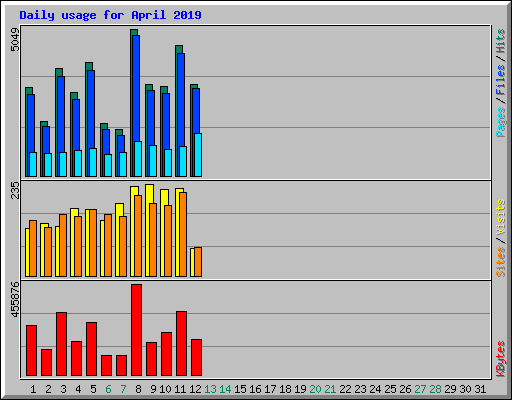 Daily usage for April 2019
5049
Pages / Files / Hits
235
Sites / Visits
455876
KBytes
1 2 3 4 5 6 7 8 9 10 11 12 13 14 15 16 17 18 19 20 21 22 23 24 25 26 27 28 29 30 31